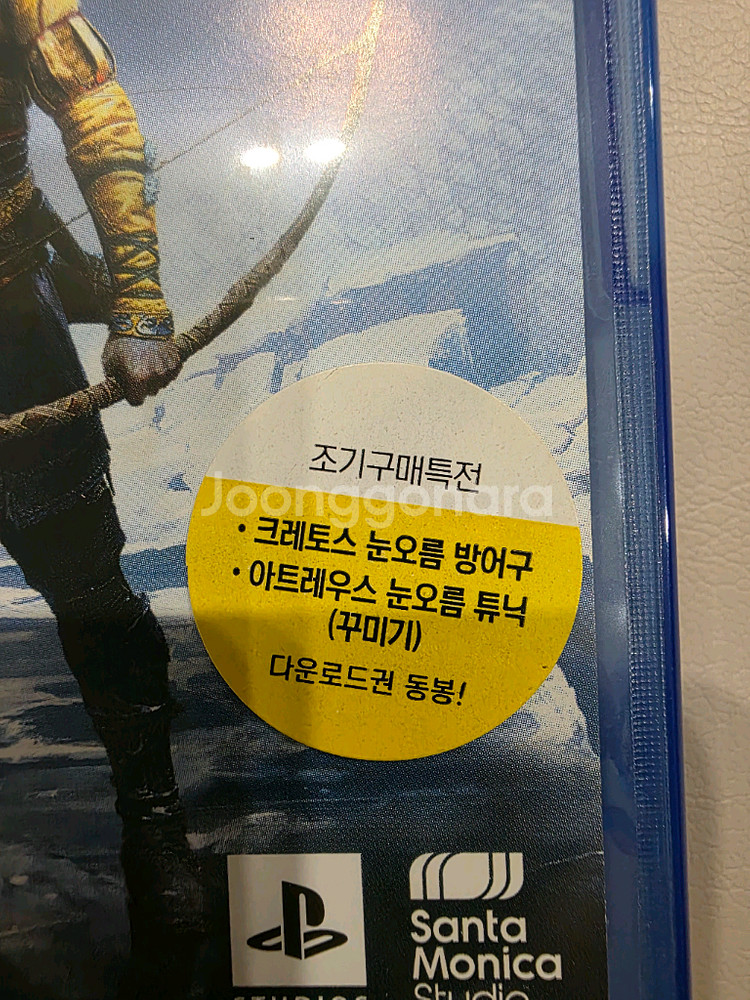 조기구매특전
Joonggonara
• 크레토스 눈오름 방어구
• 아트레우스 눈오름 튜닉
(꾸미기)
다운로드권 동봉!
Santa
Monica
Studio
STUDIOS